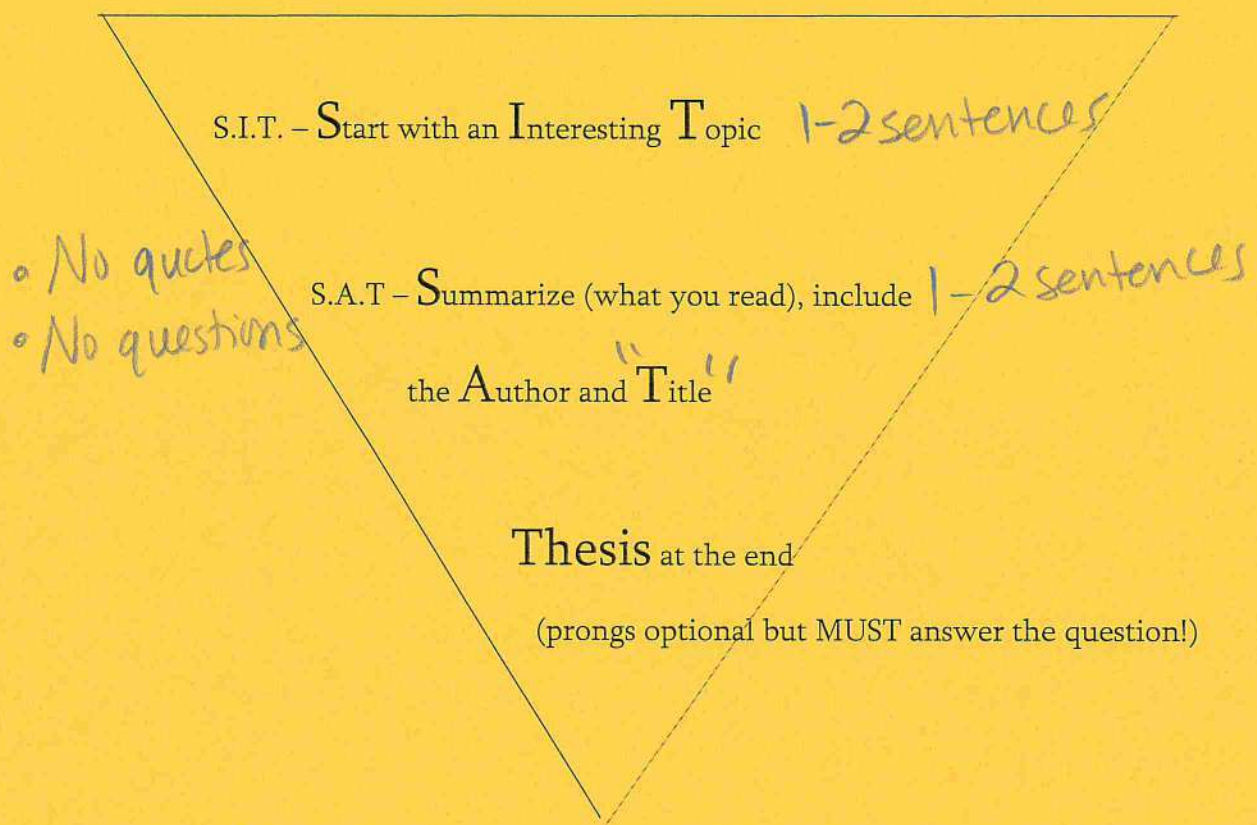 S.I.T. – Start with an Interesting Topic 1-2 sentences
• No quotes
• No questions
S.A.T – Summarize (what you read), include 1-2 sentences
the Author and "Title"
Thesis at the end
(prongs optional but MUST answer the question!)